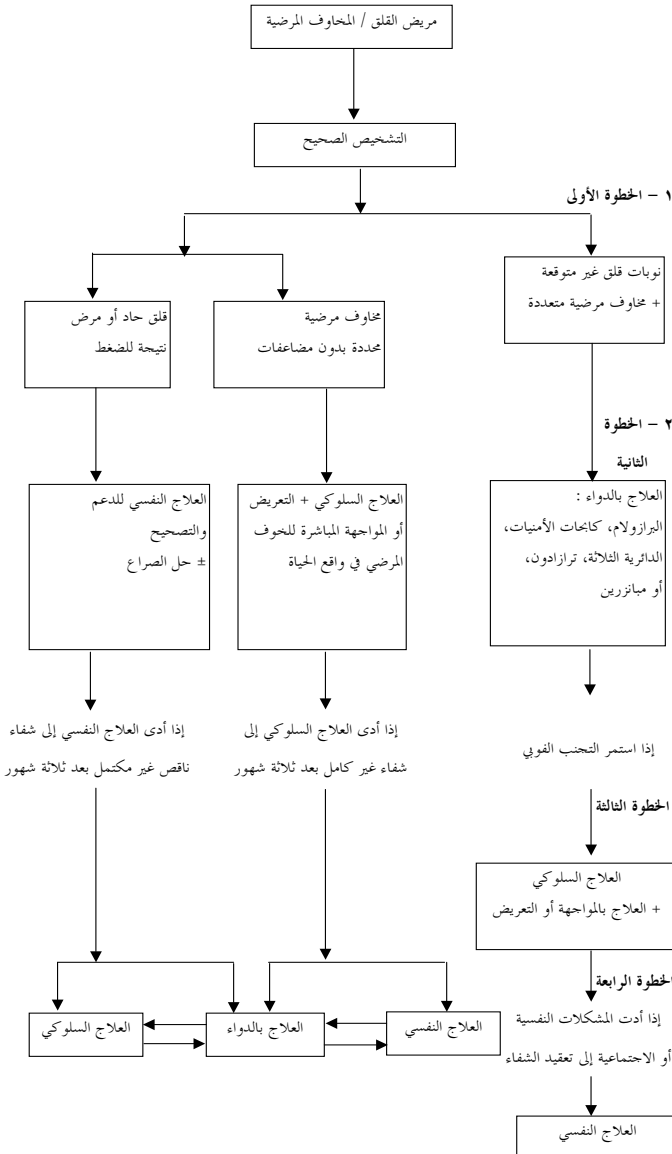 مريض القلق / المخاوف المرضية
التشخيص الصحيح
١ – الخطوة الأولى
نوبات قلق غير متوقعة
+ مخاوف مرضية متعددة
مخاوف مرضية
محددة بدون مضاعفات
قلق حاد أو مرض
نتيجة للضغط
٢ – الخطوة
الثانية
العلاج بالدواء :
البرازولام، كابحات الأمنيات،
الدائرية الثلاثة، ترازادون،
أو مبانزرين
العلاج السلوكي + التعريض
أو المواجهة المباشرة للخوف
المرضي في واقع الحياة
العلاج النفسي للدعم
والتصحيح
± حل الصراع
إذا استمر التجنب الفوبي
إذا أدى العلاج السلوكي إلى
شفاء غير كامل بعد ثلاثة شهور
إذا أدى العلاج النفسي إلى شفاء
ناقص غير مكتمل بعد ثلاثة شهور
الخطوة الثالثة
العلاج السلوكي
+ العلاج بالمواجهة أو التعريض
الخطوة الرابعة
إذا أدت المشكلات النفسية
أو الاجتماعية إلى تعقيد الشفاء
العلاج النفسي
العلاج النفسي
العلاج بالدواء
العلاج السلوكي